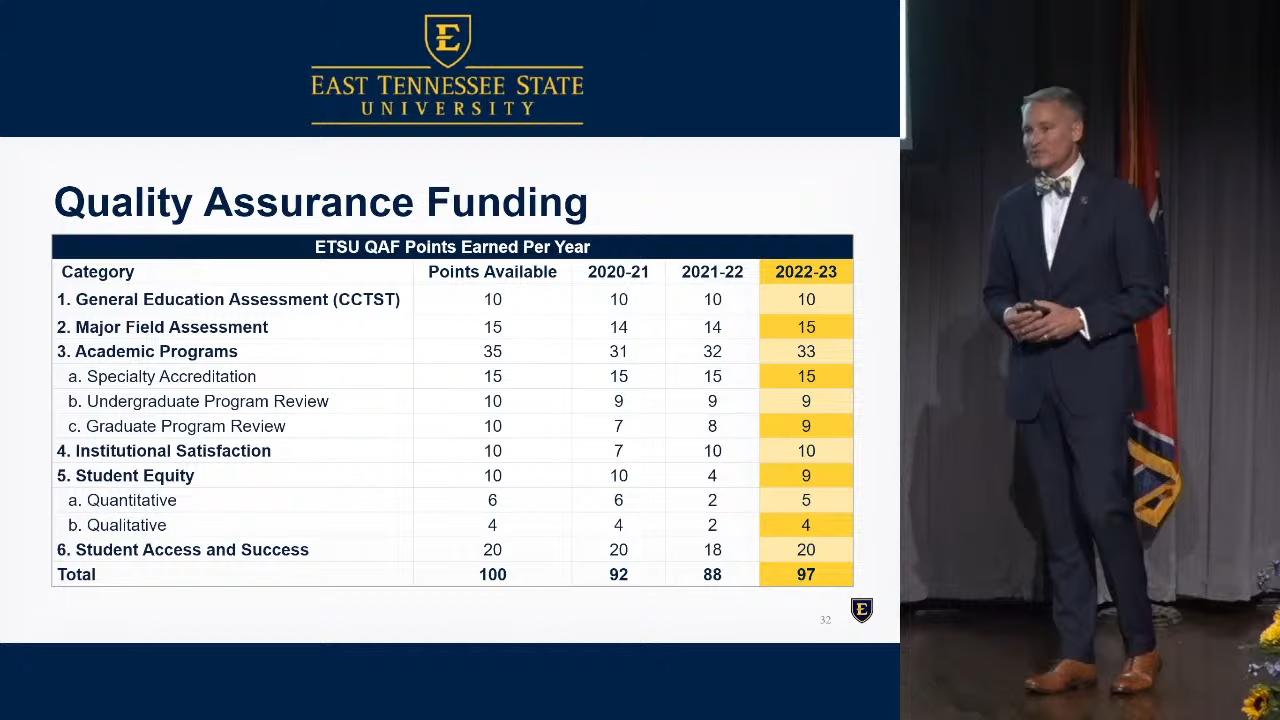 E
EAST TENNESSEE STATE
UNIVERSITY
Quality Assurance Funding
ETSU QAF Points Earned Per Year
Category Points Available 2020-21 2021-22 2022-23
1. General Education Assessment (CCTST) 10 10 10 10
2. Major Field Assessment 15 14 14 15
3. Academic Programs 35 31 32 33
a. Specialty Accreditation 15 15 15 15
b. Undergraduate Program Review 10 9 9 9
c. Graduate Program Review 10 7 8 9
4. Institutional Satisfaction 10 7 10 10
5. Student Equity 10 10 4 9
a. Quantitative 6 6 2 5
b. Qualitative 4 4 2 4
6. Student Access and Success 20 20 18 20
Total 100 92 88 97
32
E